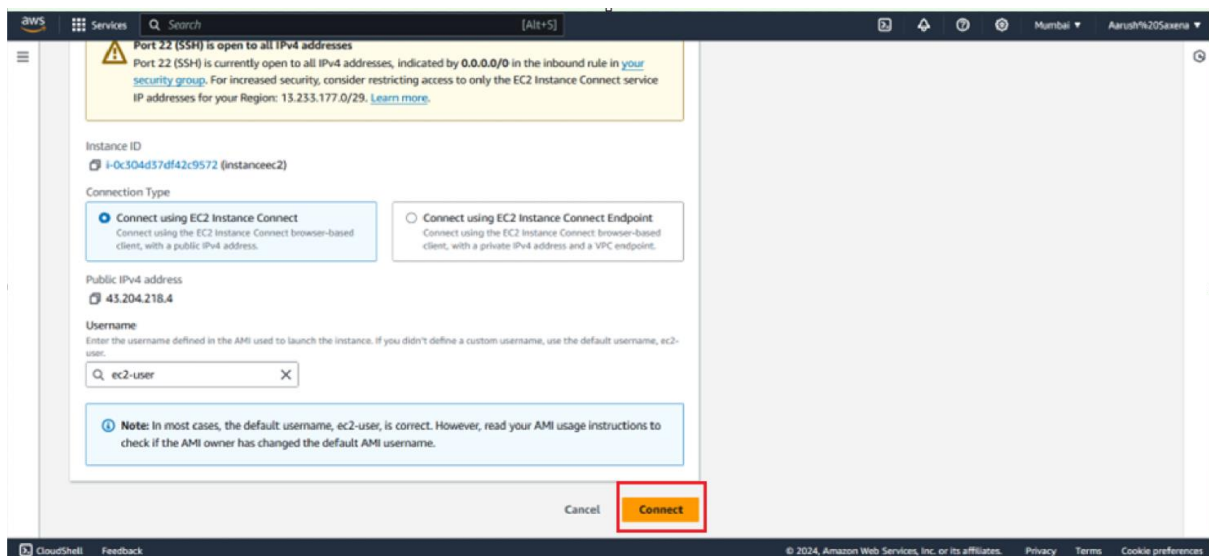 aws Services Search [Alt+S] Mumbai Aarush%20Saxena
Port 22 (SSH) is open to all IPv4 addresses
Port 22 (SSH) is currently open to all IPv4 addresses, indicated by 0.0.0.0/0 in the inbound rule in your
security group. For increased security, consider restricting access to only the EC2 Instance Connect service
IP addresses for your Region: 13.233.177.0/29. Learn more.
Instance ID
i-0c304d37df42c9572 (instanceec2)
Connection Type
Connect using EC2 Instance Connect
Connect using the EC2 Instance Connect browser-based
client, with a public IPv4 address.
Connect using EC2 Instance Connect Endpoint
Connect using the EC2 Instance Connect browser-based
client, with a private IPv4 address and a VPC endpoint.
Public IPv4 address
43.204.218.4
Username
Enter the username defined in the AMI used to launch the instance. If you didn't define a custom username, use the default username, ec2-
user.
ec2-user
Note: In most cases, the default username, ec2-user, is correct. However, read your AMI usage instructions to
check if the AMI owner has changed the default AMI username.
Cancel Connect
CloudShell Feedback © 2024, Amazon Web Services, Inc. or its affiliates. Privacy Terms Cookie preferences